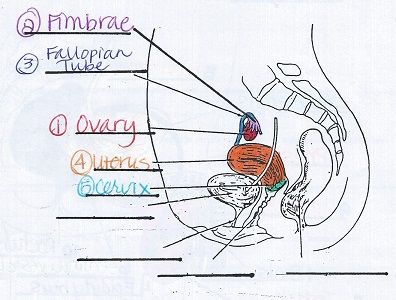 ② Fimbrae
③ Fallopian
Tube
① Ovary
④ Uterus
⑤ Cervix